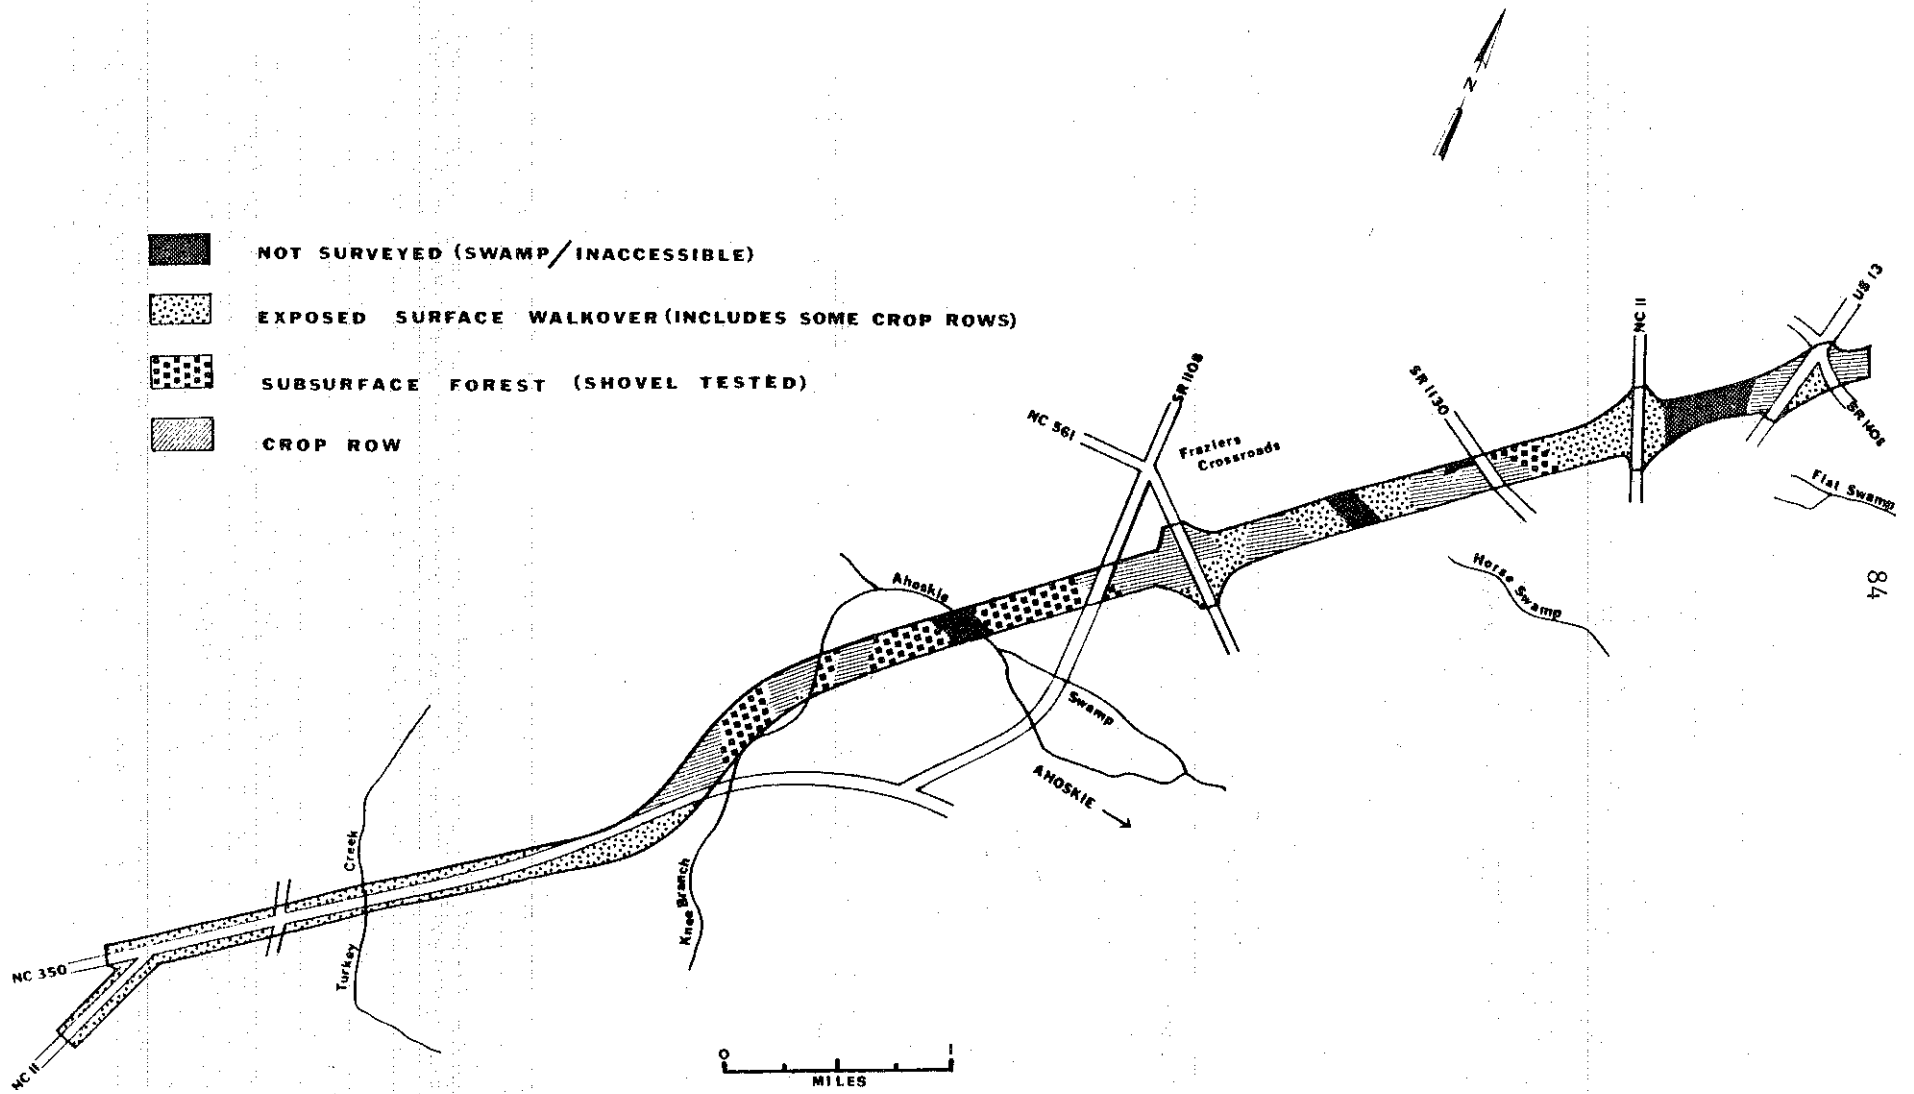 N
NOT SURVEYED (SWAMP/INACCESSIBLE)
EXPOSED SURFACE WALKOVER (INCLUDES SOME CROP ROWS)
SUBSURFACE FOREST (SHOVEL TESTED)
CROP ROW
US 13
NC 11
SR 1408
SR 1108
SR 1130
NC 561
Fraziers
Crossroads
Flat Swamp
Horse Swamp
84
Ahoskie
Swamp
AHOSKIE
Creek
Turkey
Knee Branch
NC 350
NC 11
0 1
MILES